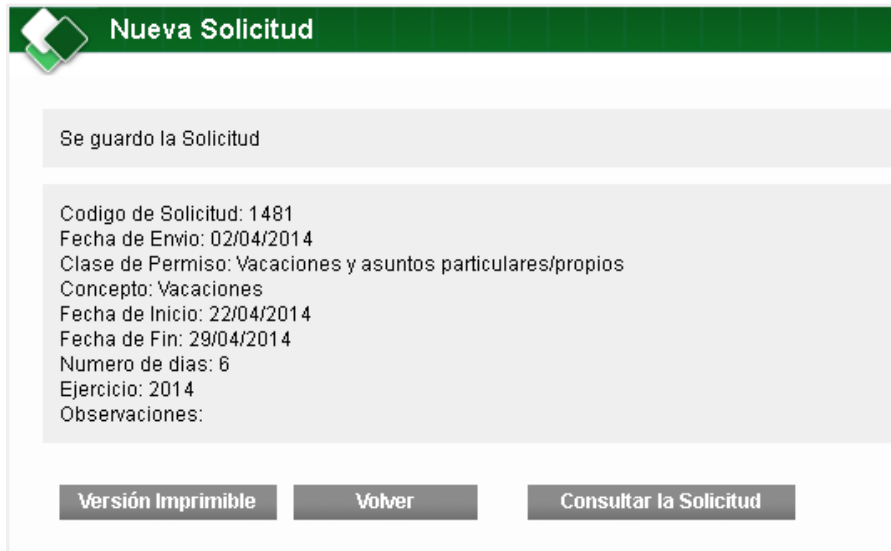 Nueva Solicitud
Se guardo la Solicitud
Codigo de Solicitud: 1481
Fecha de Envio: 02/04/2014
Clase de Permiso: Vacaciones y asuntos particulares/propios
Concepto: Vacaciones
Fecha de Inicio: 22/04/2014
Fecha de Fin: 29/04/2014
Numero de dias: 6
Ejercicio: 2014
Observaciones:
Versión Imprimible Volver Consultar la Solicitud